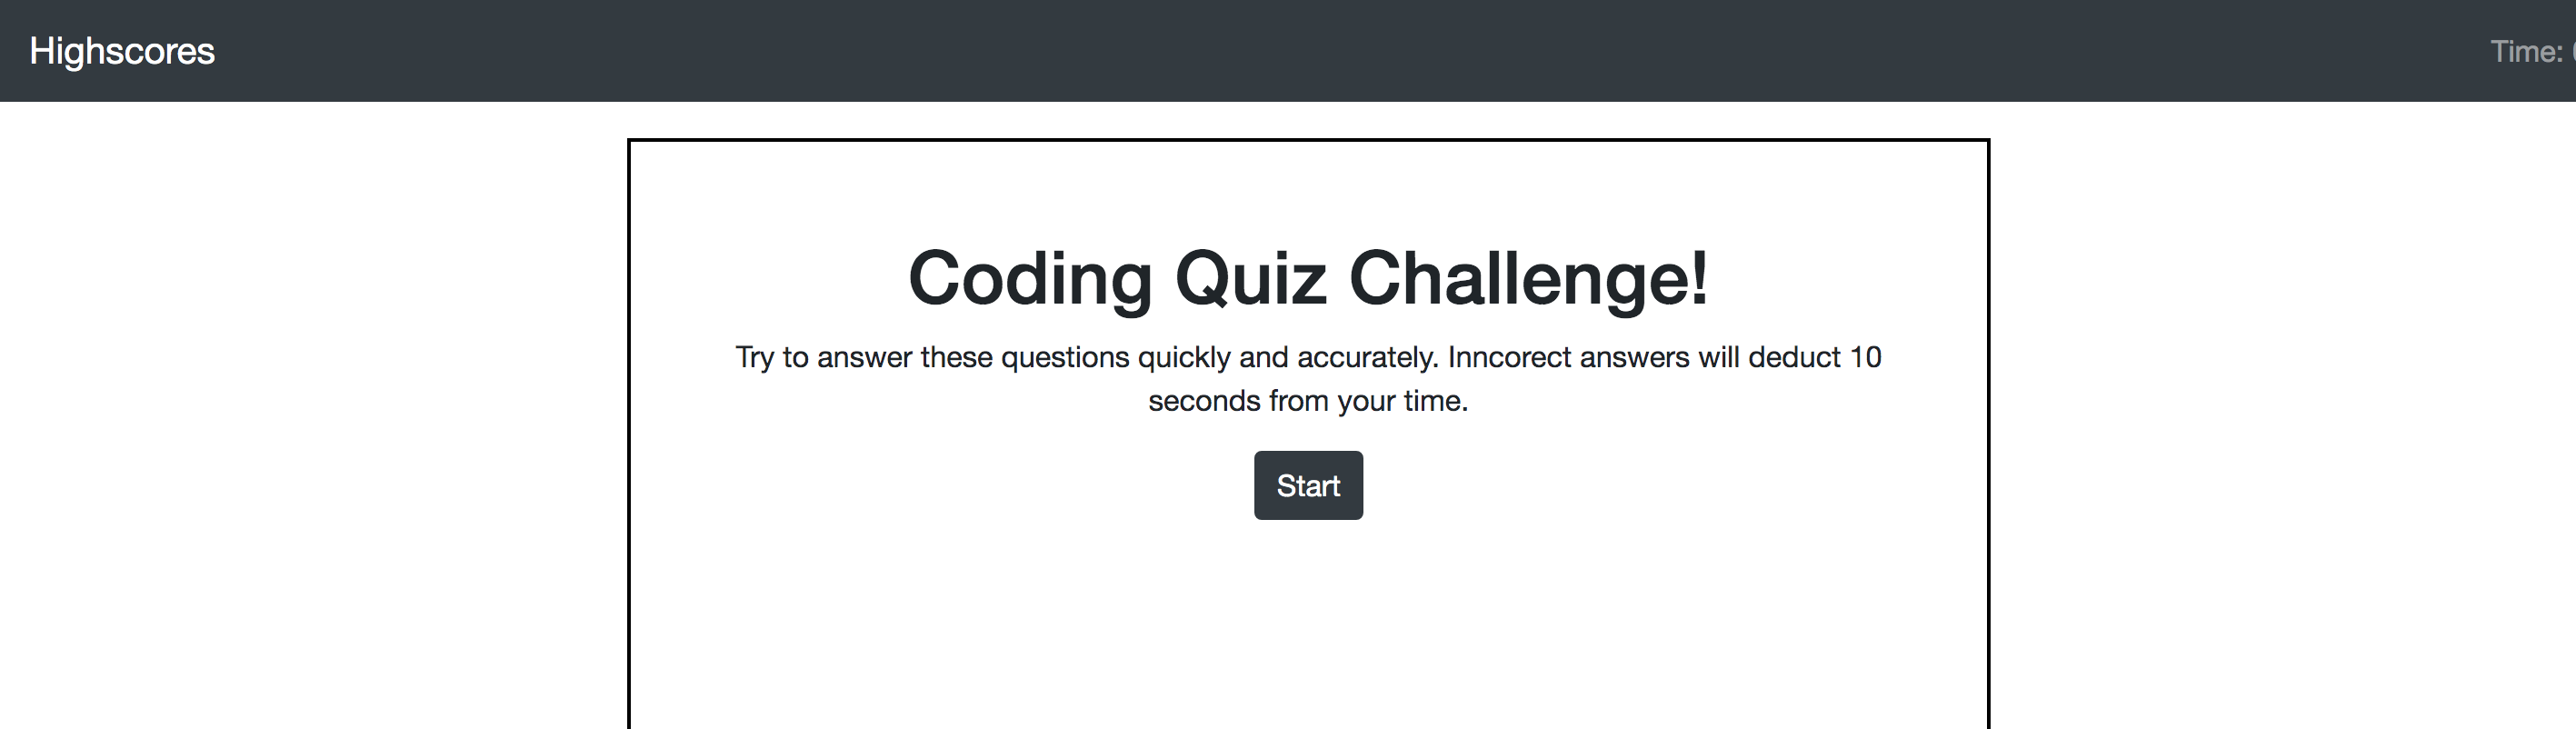 Highscores
Time:
Coding Quiz Challenge!
Try to answer these questions quickly and accurately. Inncorect answers will deduct 10
seconds from your time.
Start